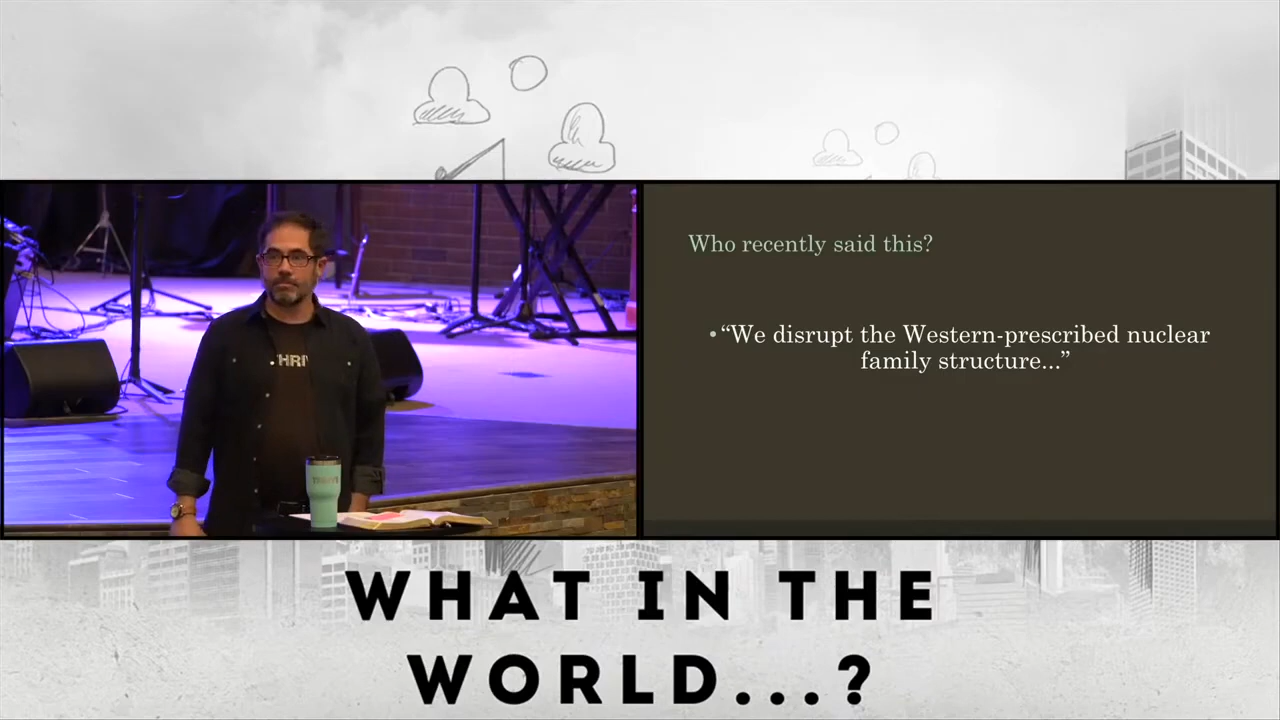 Who recently said this?
• “We disrupt the Western-prescribed nuclear
family structure...”
WHAT IN THE
WORLD...?